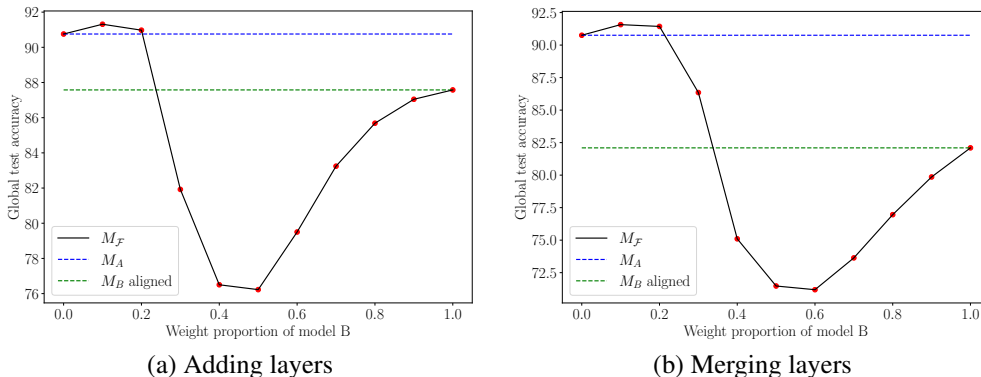 92
90
88
86
84
82
80
78
76
Global test accuracy
M_F
M_A
M_B aligned
0.0 0.2 0.4 0.6 0.8 1.0
Weight proportion of model B
(a) Adding layers
92.5
90.0
87.5
85.0
82.5
80.0
77.5
75.0
72.5
Global test accuracy
M_F
M_A
M_B aligned
0.0 0.2 0.4 0.6 0.8 1.0
Weight proportion of model B
(b) Merging layers